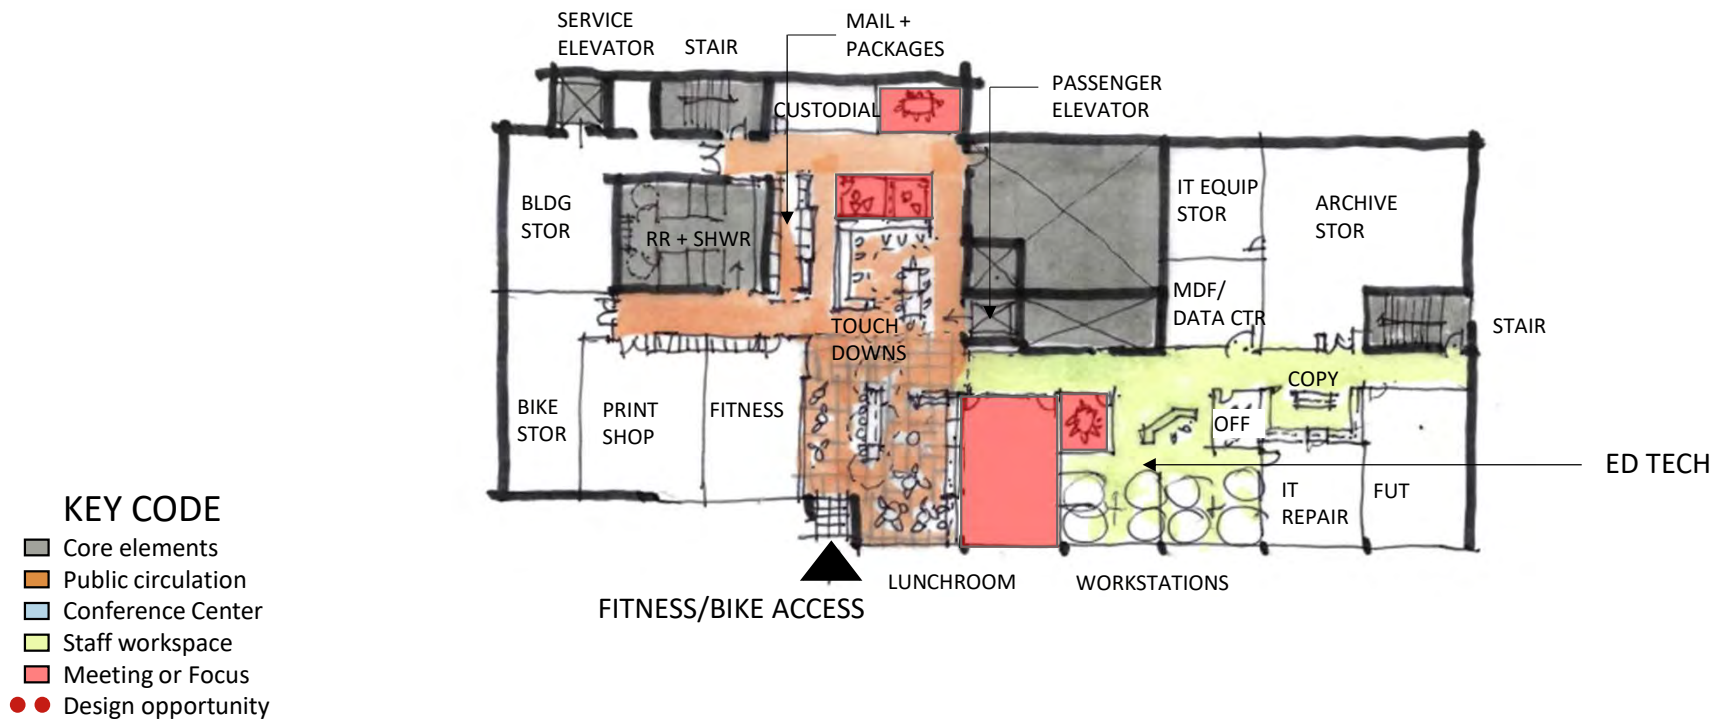 SERVICE
ELEVATOR
STAIR
MAIL +
PACKAGES
PASSENGER
ELEVATOR
CUSTODIAL
BLDG
STOR
RR + SHWR
IT EQUIP
STOR
ARCHIVE
STOR
MDF/
DATA CTR
STAIR
TOUCH
DOWNS
COPY
BIKE
STOR
PRINT
SHOP
FITNESS
OFF
ED TECH
IT
REPAIR
FUT
LUNCHROOM
WORKSTATIONS
FITNESS/BIKE ACCESS
KEY CODE
Core elements
Public circulation
Conference Center
Staff workspace
Meeting or Focus
Design opportunity